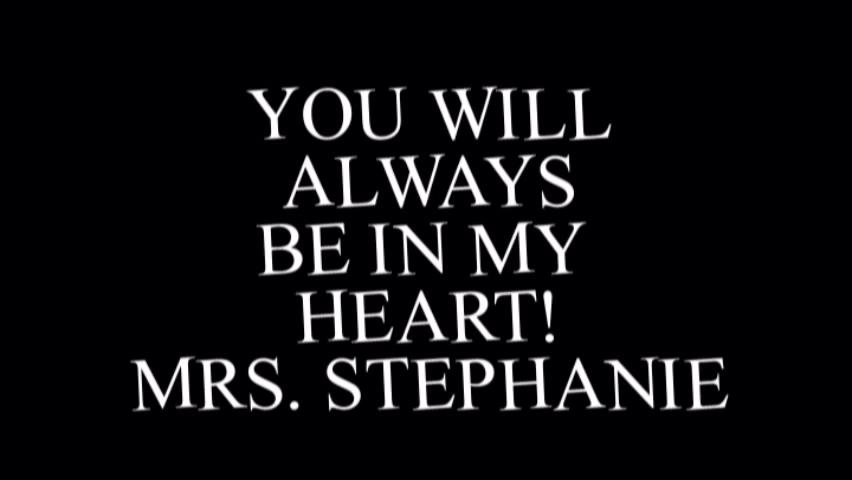 YOU WILL
ALWAYS
BE IN MY
HEART!
MRS. STEPHANIE